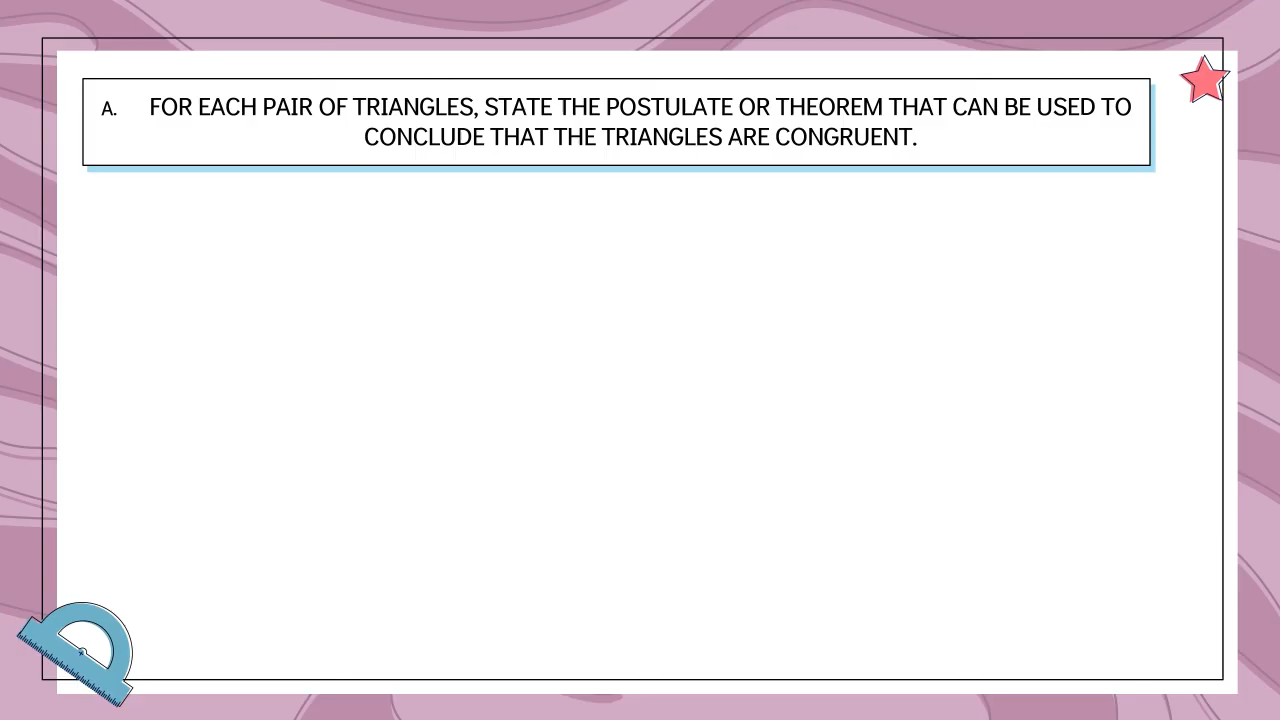 A. FOR EACH PAIR OF TRIANGLES, STATE THE POSTULATE OR THEOREM THAT CAN BE USED TO
CONCLUDE THAT THE TRIANGLES ARE CONGRUENT.